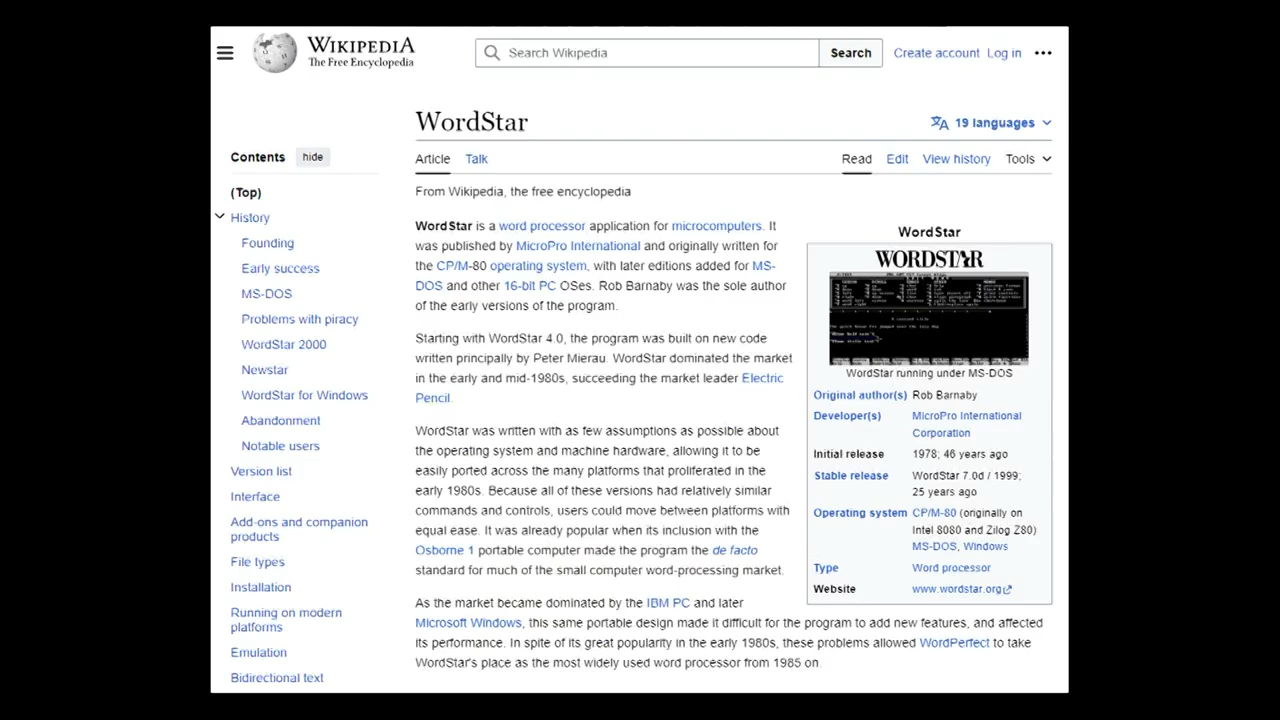 WIKIPEDIA
The Free Encyclopedia
Search Wikipedia
Search
Create account Log in
WordStar
19 languages
Contents hide
Article Talk
Read Edit View history Tools
(Top)
From Wikipedia, the free encyclopedia
History
Founding
Early success
MS-DOS
Problems with piracy
WordStar 2000
Newstar
WordStar for Windows
Abandonment
Notable users
Version list
Interface
Add-ons and companion
products
File types
Installation
Running on modern
platforms
Emulation
Bidirectional text
WordStar is a word processor application for microcomputers. It
was published by MicroPro International and originally written for
the CP/M-80 operating system, with later editions added for MS-
DOS and other 16-bit PC OSes. Rob Barnaby was the sole author
of the early versions of the program.
Starting with WordStar 4.0, the program was built on new code
written principally by Peter Mierau. WordStar dominated the market
in the early and mid-1980s, succeeding the market leader Electric
Pencil.
WordStar was written with as few assumptions as possible about
the operating system and machine hardware, allowing it to be
easily ported across the many platforms that proliferated in the
early 1980s. Because all of these versions had relatively similar
commands and controls, users could move between platforms with
equal ease. It was already popular when its inclusion with the
Osborne 1 portable computer made the program the de facto
standard for much of the small computer word-processing market.
As the market became dominated by the IBM PC and later
Microsoft Windows, this same portable design made it difficult for the program to add new features, and affected
its performance. In spite of its great popularity in the early 1980s, these problems allowed WordPerfect to take
WordStar's place as the most widely used word processor from 1985 on.
WordStar
WORDSTAR
WordStar running under MS-DOS
Original author(s) Rob Barnaby
Developer(s) MicroPro International
Corporation
Initial release 1978; 46 years ago
Stable release WordStar 7.0d / 1999;
25 years ago
Operating system CP/M-80 (originally on
Intel 8080 and Zilog Z80)
MS-DOS, Windows
Type Word processor
Website www.wordstar.org